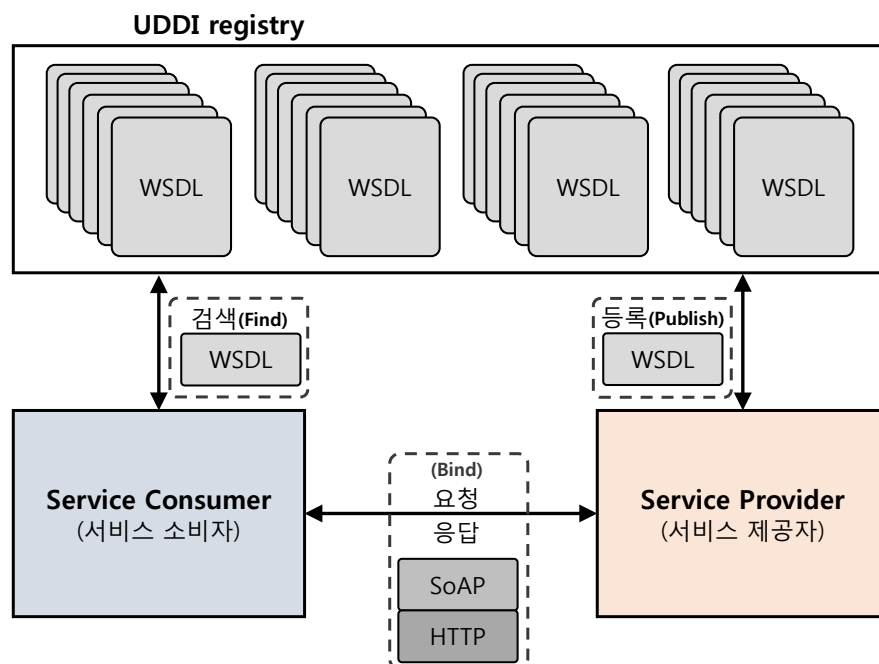 UDDI registry
WSDL WSDL WSDL WSDL
검색(Find)
WSDL
등록(Publish)
WSDL
Service Consumer
(서비스 소비자)
(Bind)
요청
응답
SoAP
HTTP
Service Provider
(서비스 제공자)